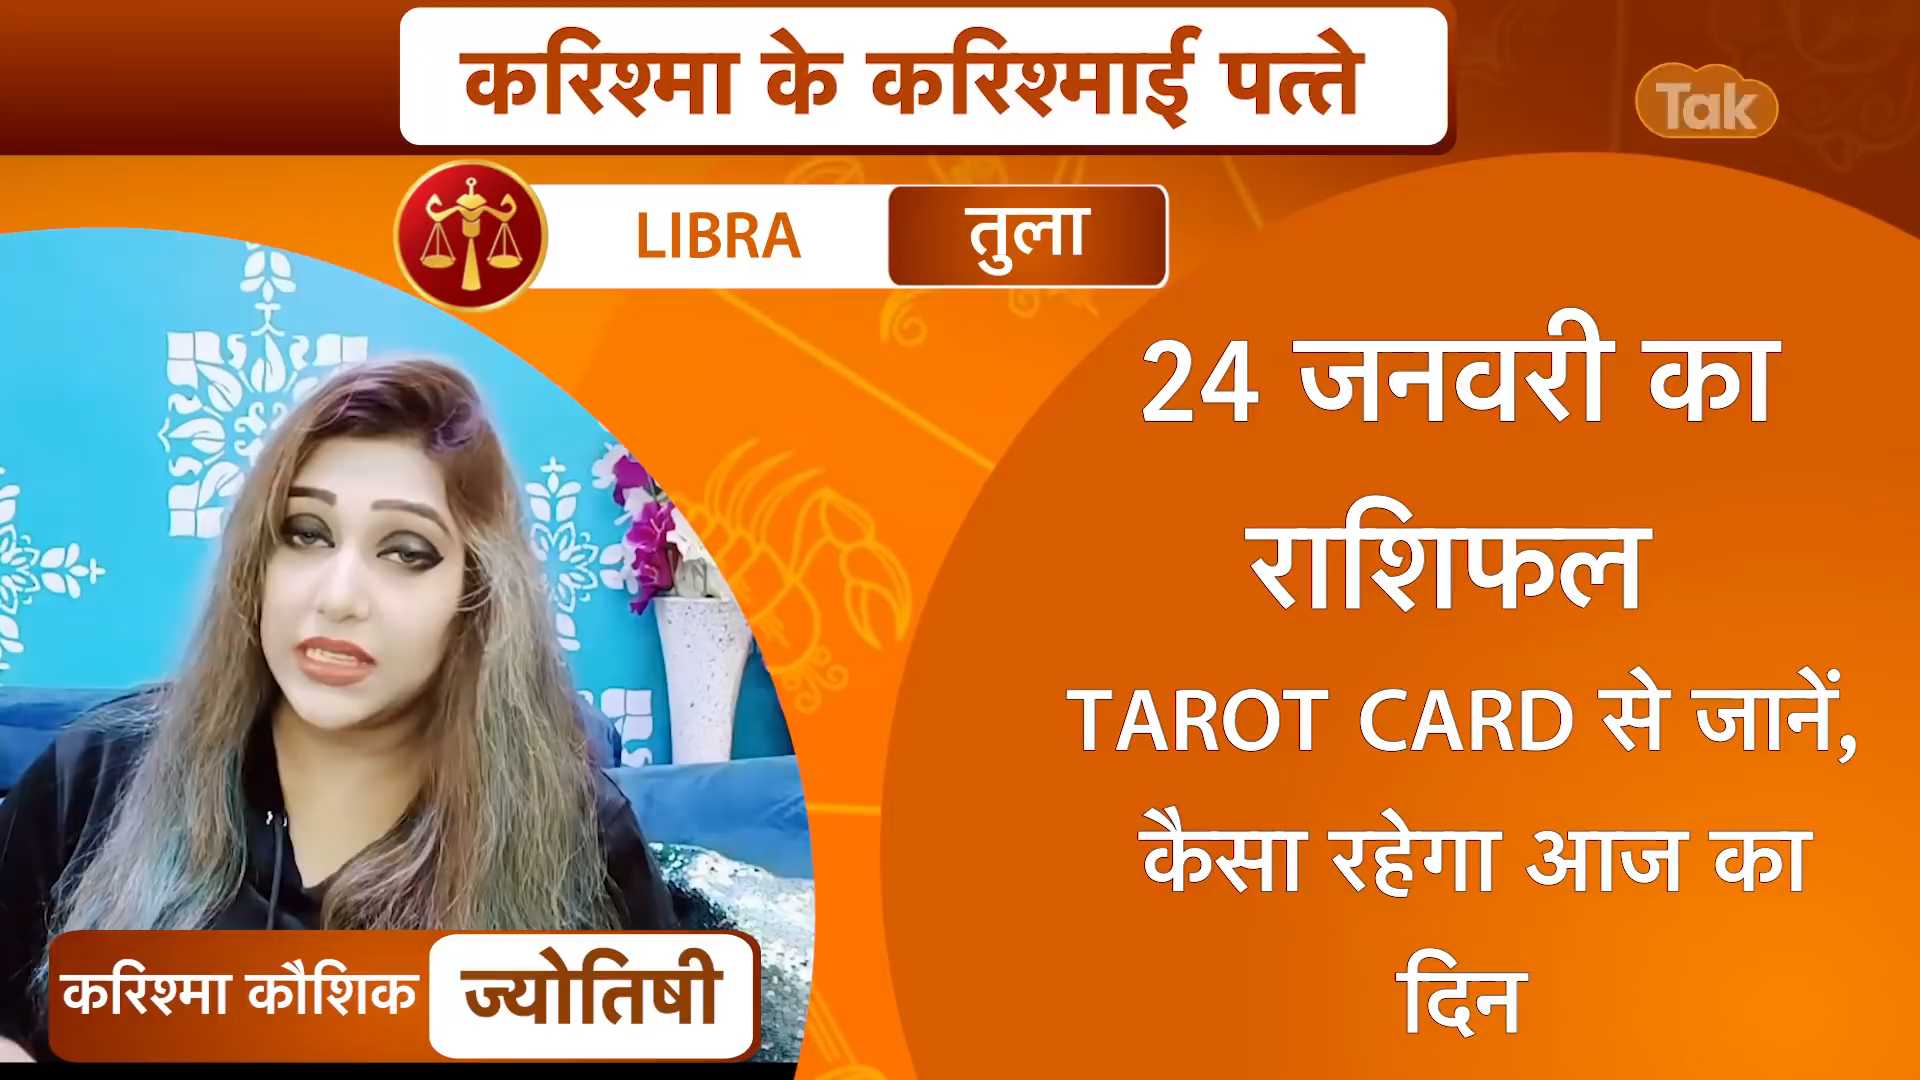 करिश्मा के करिश्माई पत्ते
Tak
LIBRA तुला
24 जनवरी का
राशिफल
TAROT CARD से जानें,
कैसा रहेगा आज का
दिन
करिश्मा कौशिक ज्योतिषी